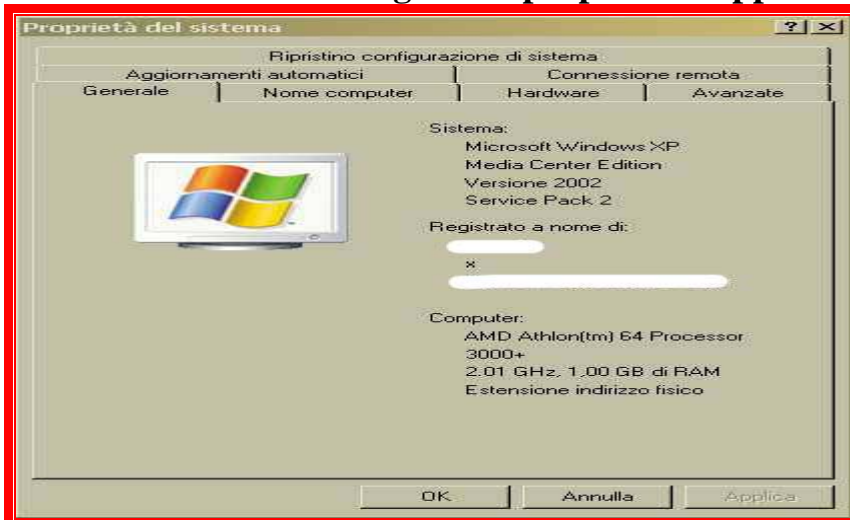 Proprietà del sistema
Ripristino configurazione di sistema
Aggiornamenti automatici Connessione remota
Generale Nome computer Hardware Avanzate
Sistema:
Microsoft Windows XP
Media Center Edition
Versione 2002
Service Pack 2
Registrato a nome di:
x
Computer:
AMD Athlon(tm) 64 Processor
3000+
2.01 GHz, 1,00 GB di RAM
Estensione indirizzo fisico
OK Annulla Applica